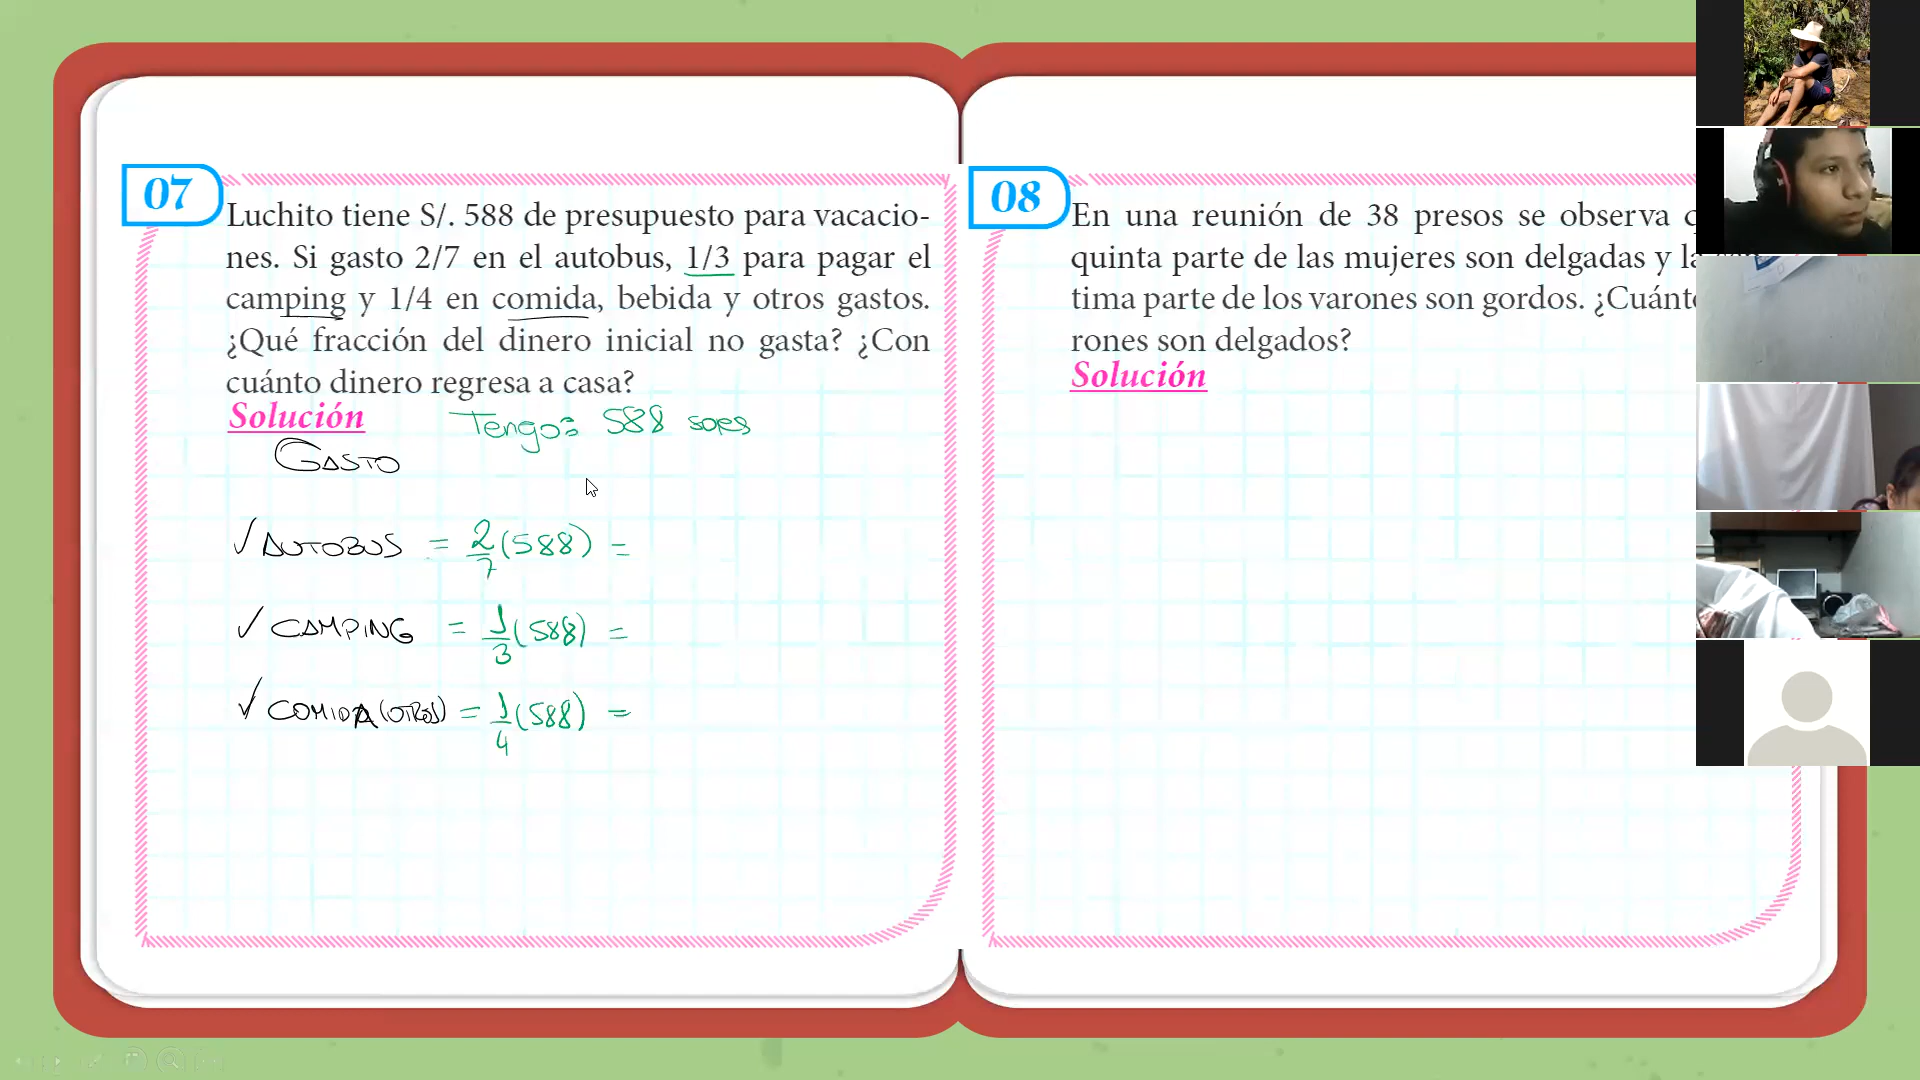 07
Luchito tiene S/. 588 de presupuesto para vacacio-
nes. Si gasto 2/7 en el autobus, 1/3 para pagar el
camping y 1/4 en comida, bebida y otros gastos.
¿Qué fracción del dinero inicial no gasta? ¿Con
cuánto dinero regresa a casa?
Solución
Tengo: 588 soles
GASTO
✓ AUTOBUS = 2/7 (588) =
✓ CAMPING = 1/3 (588) =
✓ COMIDA (OTROS) = 1/4 (588) =
08
En una reunión de 38 presos se observa
quinta parte de las mujeres son delgadas y
tima parte de los varones son gordos.
rones son delgados?
Solución